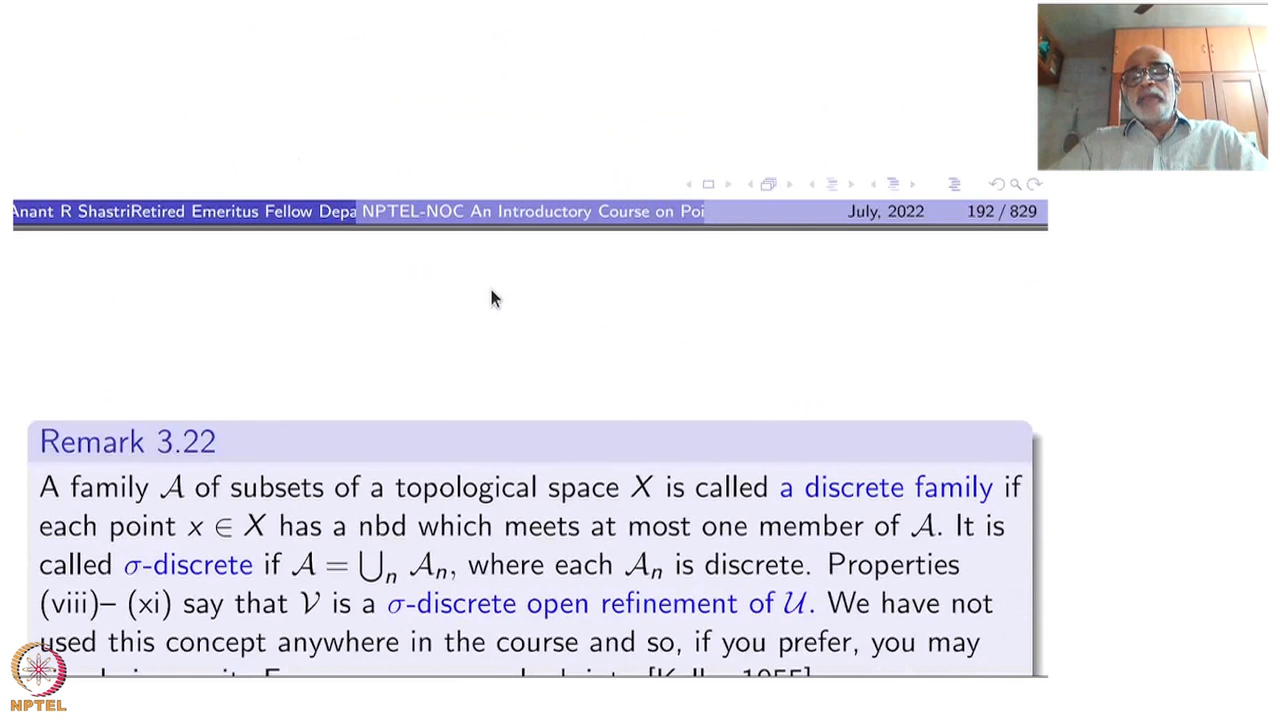 Anant R ShastriRetired Emeritus Fellow Depa NPTEL-NOC An Introductory Course on Poi July, 2022 192 / 829
Remark 3.22
A family 𝒜 of subsets of a topological space X is called a discrete family if
each point x ∈ X has a nbd which meets at most one member of 𝒜. It is
called σ-discrete if 𝒜 = ⋃ₙ 𝒜ₙ, where each 𝒜ₙ is discrete. Properties
(viii)– (xi) say that 𝒱 is a σ-discrete open refinement of 𝒰. We have not
used this concept anywhere in the course and so, if you prefer, you may
NPTEL